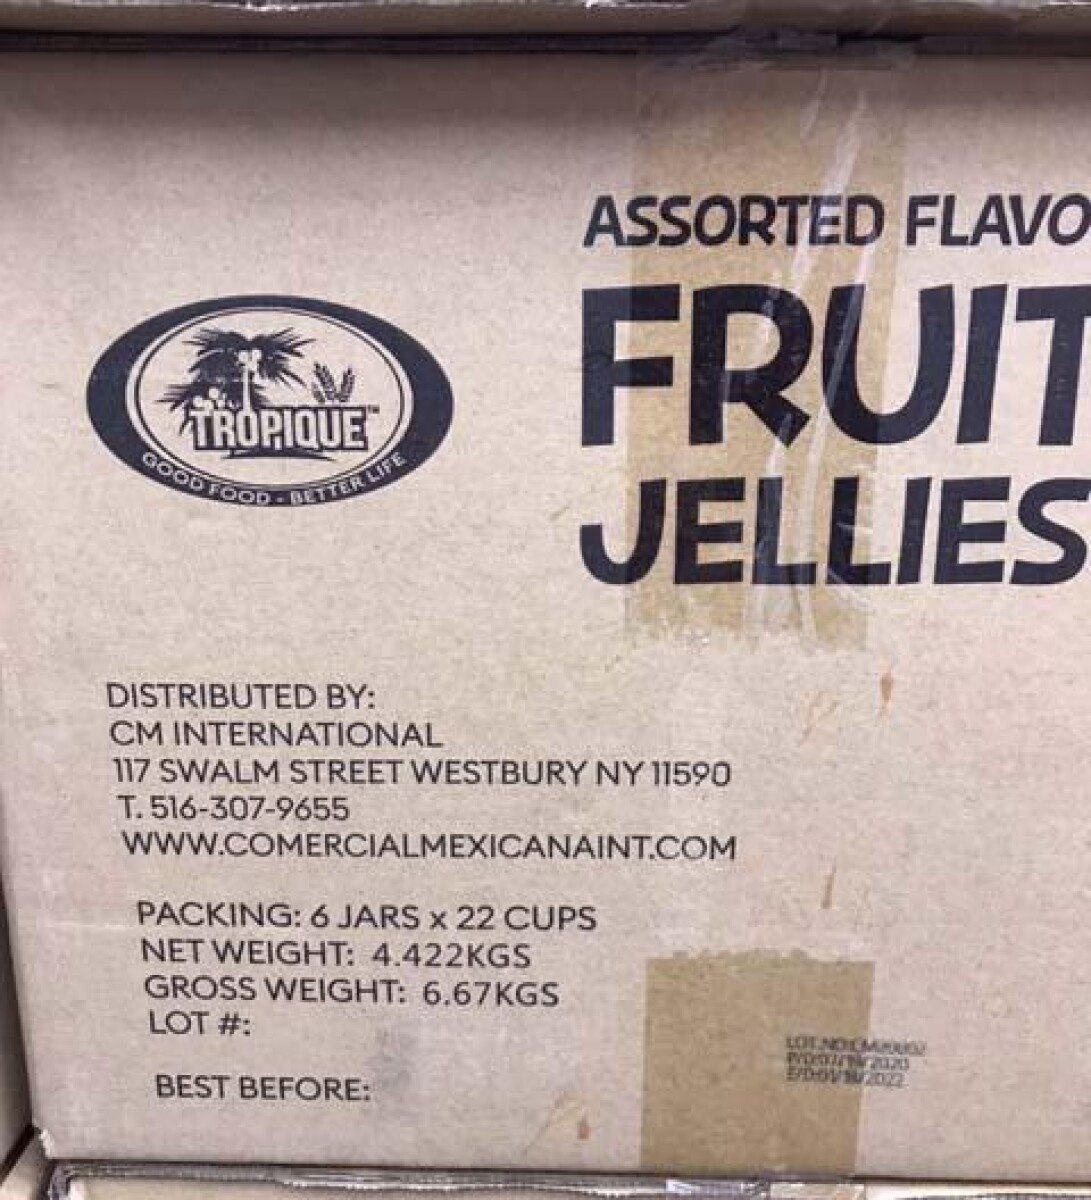 ASSORTED FLAVO
FRUIT
JELLIES
TROPIQUE™
GOOD FOOD - BETTER LIFE
DISTRIBUTED BY:
CM INTERNATIONAL
117 SWALM STREET WESTBURY NY 11590
T. 516-307-9655
WWW.COMERCIALMEXICANAINT.COM
PACKING: 6 JARS x 22 CUPS
NET WEIGHT: 4.422KGS
GROSS WEIGHT: 6.67KGS
LOT #:
BEST BEFORE: